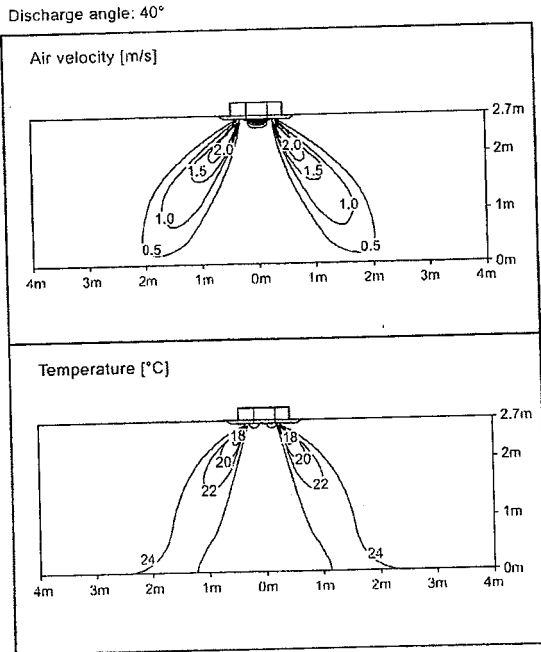 Discharge angle: 40°
Air velocity [m/s]
2.7m
2.0 2.0
2m
1.5 1.5
1.0 1.0
1m
0.5 0.5
0m
4m 3m 2m 1m 0m 1m 2m 3m 4m
Temperature [°C]
2.7m
18 18
2m
20 20
22 22
1m
24 24
0m
4m 3m 2m 1m 0m 1m 2m 3m 4m